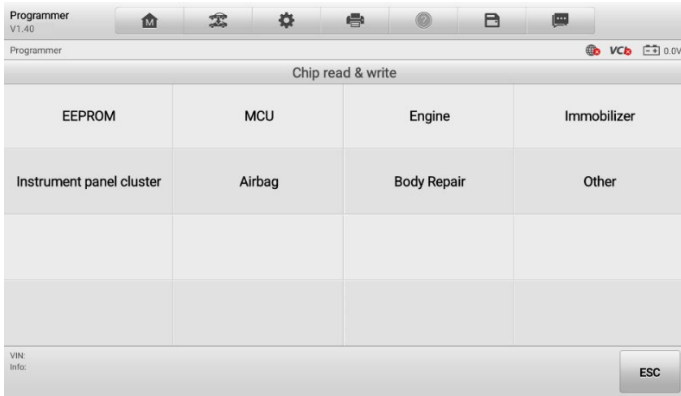 Programmer
V1.40
M
Programmer
VCI 0.0V
Chip read & write
EEPROM MCU Engine Immobilizer
Instrument panel cluster Airbag Body Repair Other
VIN:
Info:
ESC